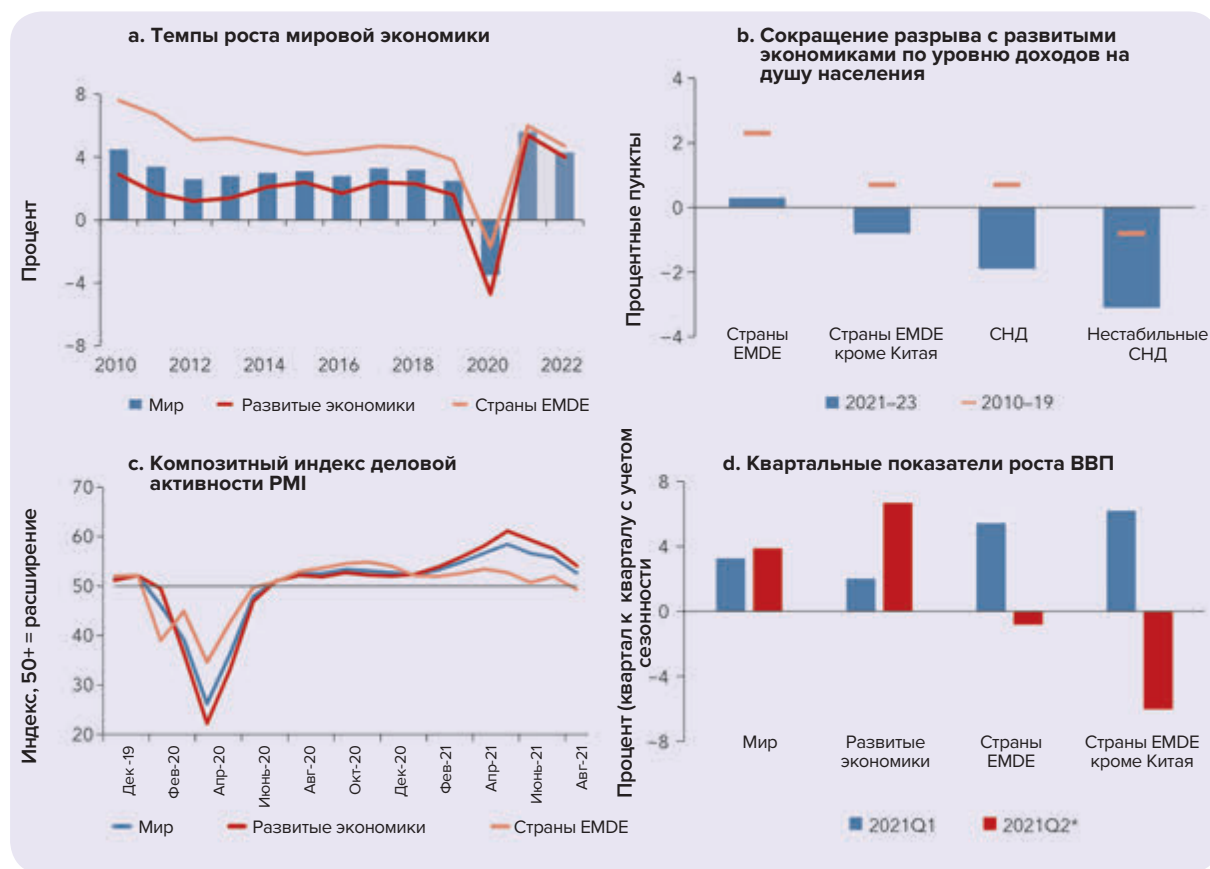 a. Темпы роста мировой экономики
Процент
8
4
0
−4
−8
2010 2012 2014 2016 2018 2020 2022
Мир Развитые экономики Страны EMDE
b. Сокращение разрыва с развитыми
экономиками по уровню доходов на
душу населения
Процентные пункты
4
2
0
−2
−4
Страны
EMDE
Страны EMDE
кроме Китая
СНД
Нестабильные
СНД
2021–23 2010–19
c. Композитный индекс деловой
активности PMI
Индекс, 50+ = расширение
70
60
50
40
30
20
Дек -19
Фев-20
Апр-20
Июнь-20
Авг-20
Окт-20
Дек-20
Фев-21
Апр-21
Июнь-21
Авг-21
Мир Развитые экономики Страны EMDE
d. Квартальные показатели роста ВВП
Процент (квартал к кварталу с учетом
сезонности
8
4
0
−4
−8
Мир
Развитые
экономики
Страны
EMDE
Страны EMDE
кроме Китая
2021Q1 2021Q2*